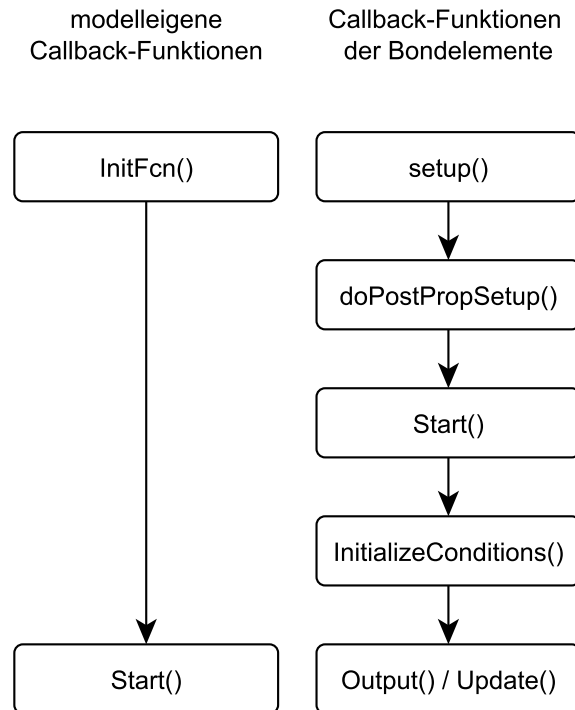 modelleigene
Callback-Funktionen
Callback-Funktionen
der Bondelemente
InitFcn()
setup()
doPostPropSetup()
Start()
InitializeConditions()
Start()
Output() / Update()